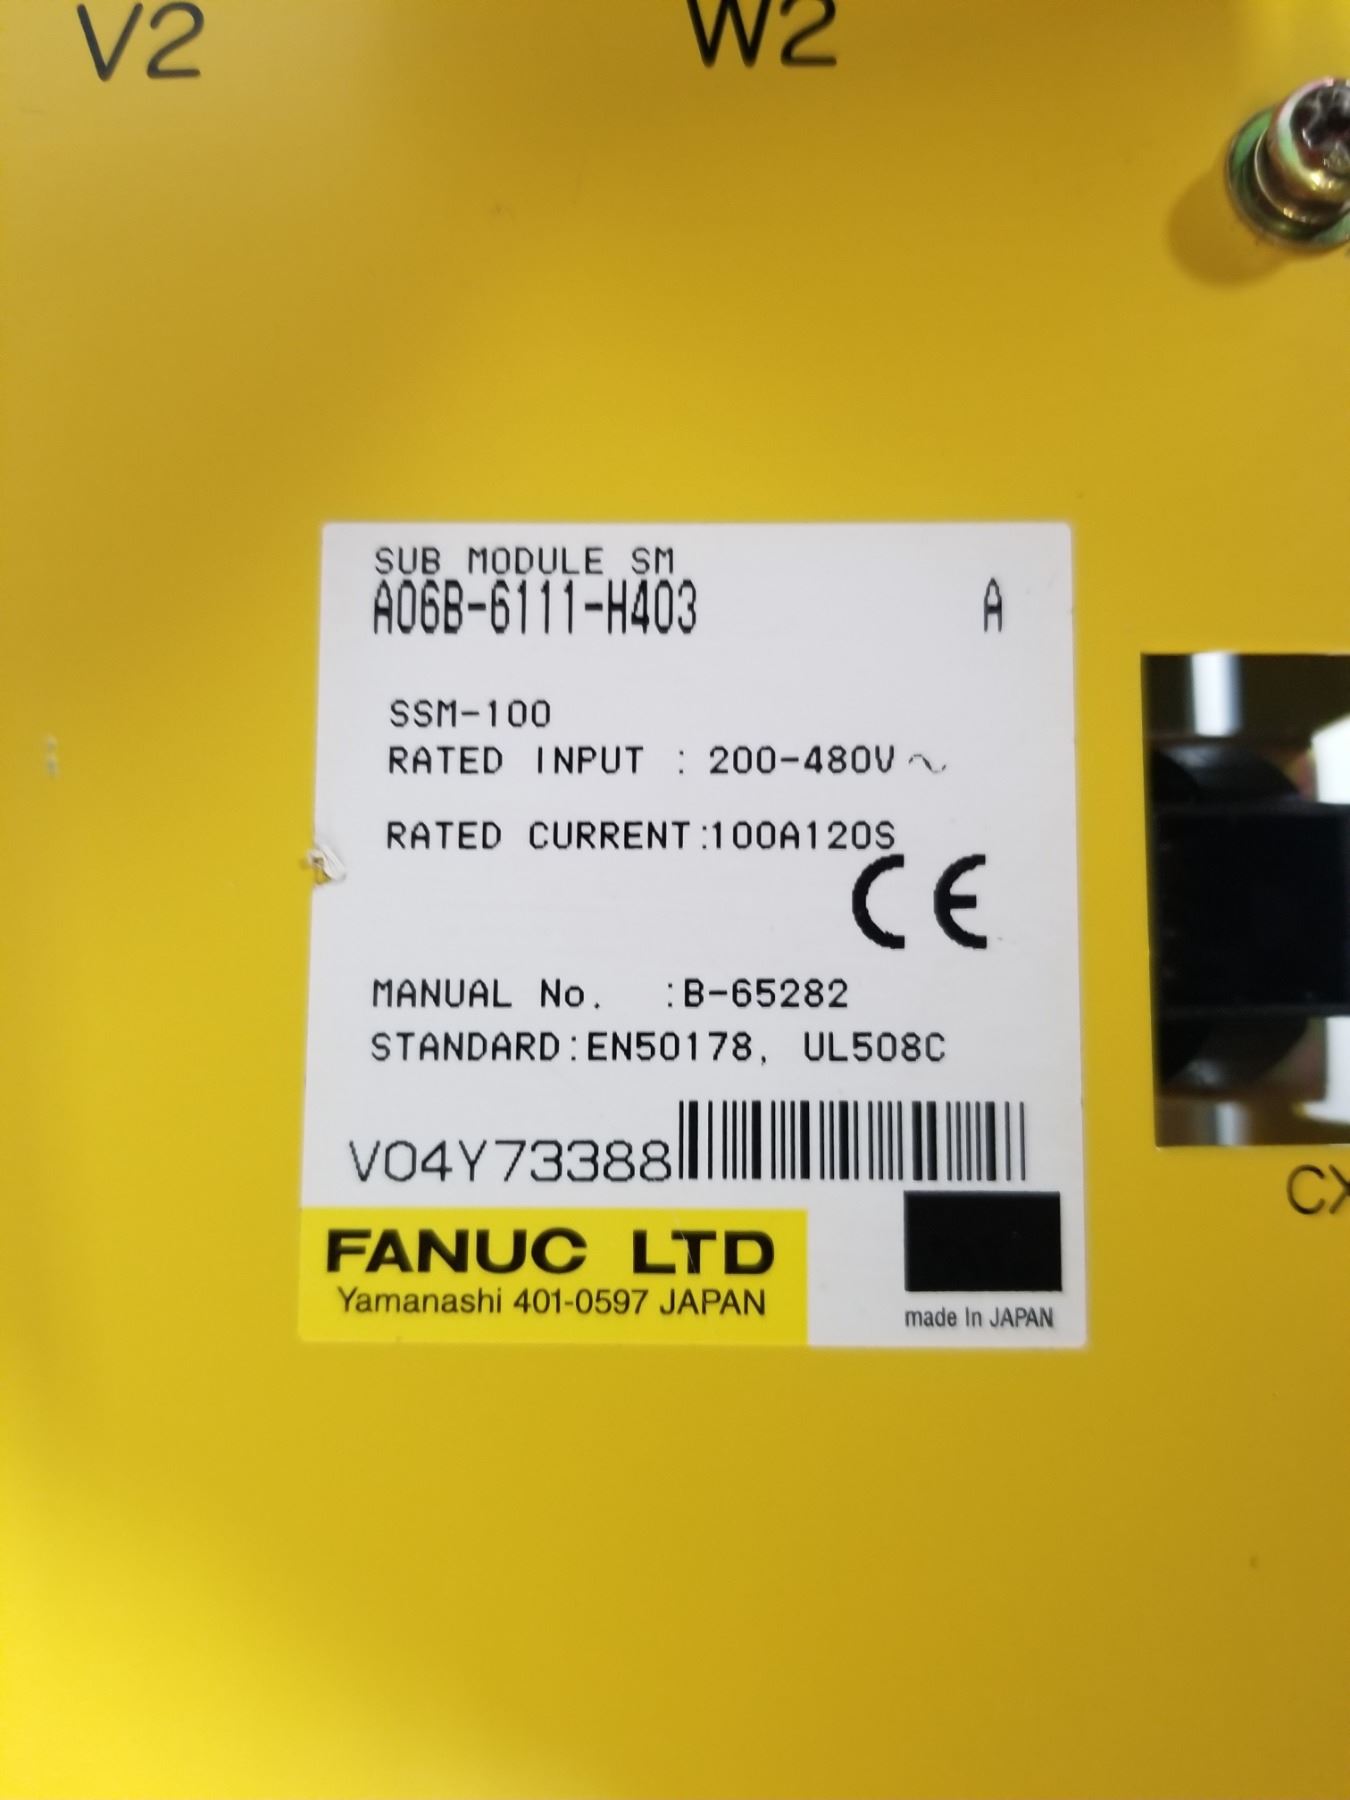 V2 W2
SUB MODULE SM
A06B-6111-H403 A
SSM-100
RATED INPUT : 200-480V～
RATED CURRENT:100A120S
CE
MANUAL No. :B-65282
STANDARD:EN50178, UL508C
V04Y73388
FANUC LTD
Yamanashi 401-0597 JAPAN
made In JAPAN
CX